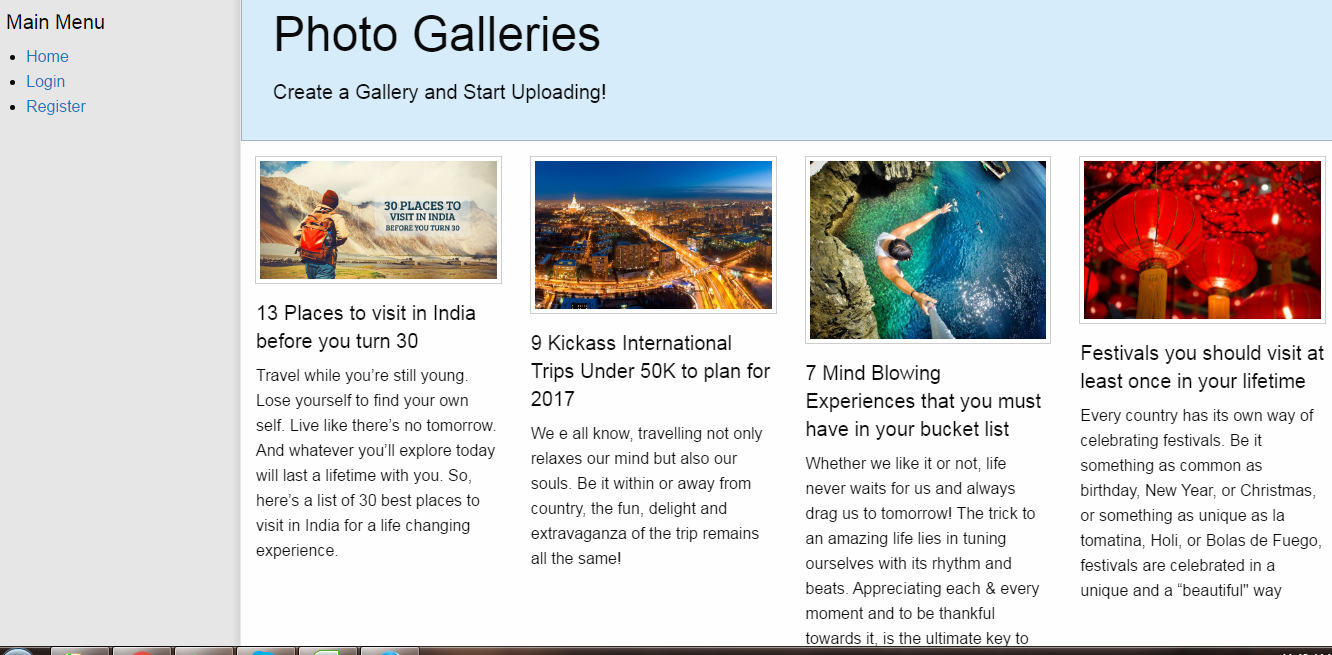 Main Menu
Home
Login
Register
Photo Galleries
Create a Gallery and Start Uploading!
30 PLACES TO
VISIT IN INDIA
BEFORE YOU TURN 30
13 Places to visit in India
before you turn 30
Travel while you’re still young.
Lose yourself to find your own
self. Live like there’s no tomorrow.
And whatever you’ll explore today
will last a lifetime with you. So,
here’s a list of 30 best places to
visit in India for a life changing
experience.
9 Kickass International
Trips Under 50K to plan for
2017
We e all know, travelling not only
relaxes our mind but also our
souls. Be it within or away from
country, the fun, delight and
extravaganza of the trip remains
all the same!
7 Mind Blowing
Experiences that you must
have in your bucket list
Whether we like it or not, life
never waits for us and always
drag us to tomorrow! The trick to
an amazing life lies in tuning
ourselves with its rhythm and
beats. Appreciating each & every
moment and to be thankful
towards it, is the ultimate key to
Festivals you should visit at
least once in your lifetime
Every country has its own way of
celebrating festivals. Be it
something as common as
birthday, New Year, or Christmas,
or something as unique as la
tomatina, Holi, or Bolas de Fuego,
festivals are celebrated in a
unique and a “beautiful" way